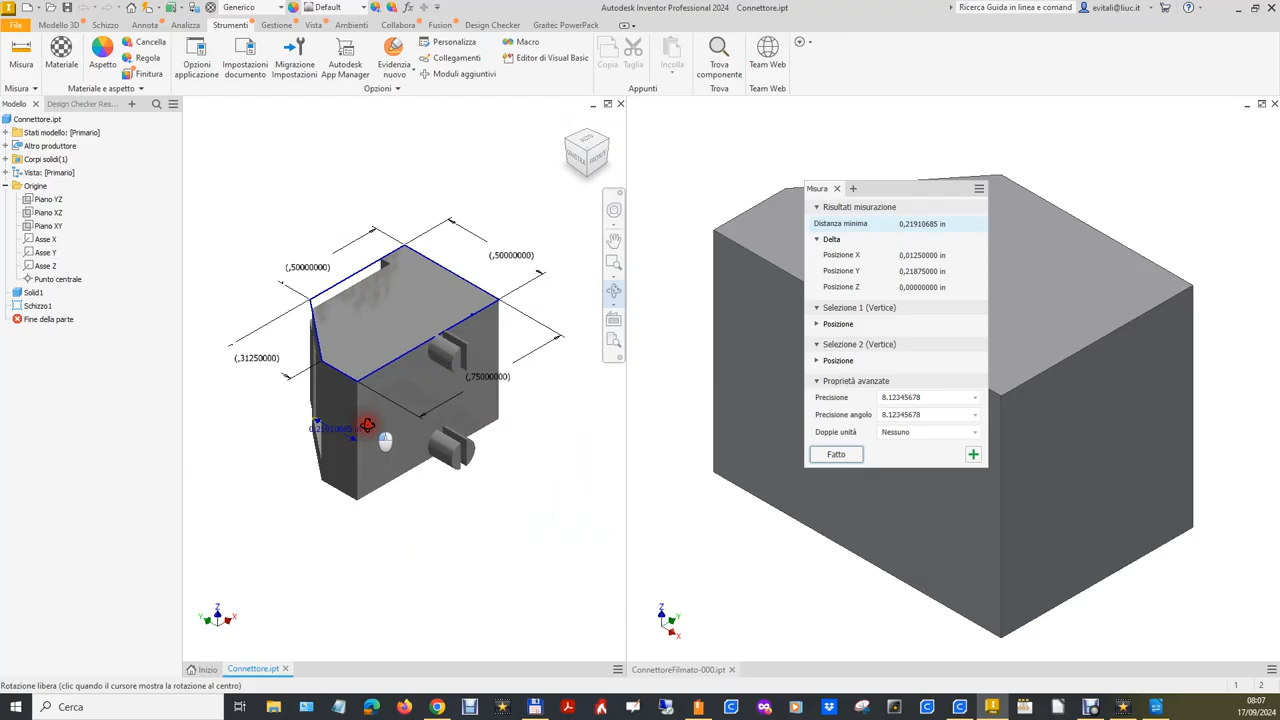 Generico
Default
Autodesk Inventor Professional 2024   Connettore.ipt
Ricerca Guida in linea e comand
evitali@liuc.it
File
Modello 3D
Schizzo
Annota
Analizza
Strumenti
Gestione
Vista
Ambienti
Collabora
Fusion
Design Checker
Graitec PowerPack
Misura
Materiale
Aspetto
Cancella
Regola
Finitura
Opzioni
applicazione
Impostazioni
documento
Migrazione
Impostazioni
Autodesk
App Manager
Evidenzia
nuovo
Personalizza
Collegamenti
Moduli aggiuntivi
Macro
Editor di Visual Basic
Copia
Taglia
Incolla
Trova
componente
Team Web
Misura
Materiale e aspetto
Opzioni
Appunti
Trova
Team Web
Modello
Design Checker Res...
Connettore.ipt
Stati modello: [Primario]
Altro produttore
Corpi solidi(1)
Vista: [Primario]
Origine
Piano YZ
Piano XZ
Piano XY
Asse X
Asse Y
Asse Z
Punto centrale
Solid1
Schizzo1
Fine della parte
SINISTRA
FRONTE
(,50000000)
(,50000000)
(,31250000)
(,75000000)
0,21910685 in
Z
Y
X
Z
Y
X
Misura
Risultati misurazione
Distanza minima 0,21910685 in
Delta
Posizione X 0,01250000 in
Posizione Y 0,21875000 in
Posizione Z 0,00000000 in
Selezione 1 (Vertice)
Posizione
Selezione 2 (Vertice)
Posizione
Proprietà avanzate
Precisione 8.12345678
Precisione angolo 8.12345678
Doppie unità Nessuno
Fatto
Inizio
Connettore.ipt
ConnettoreFilmato-000.ipt
Rotazione libera (clic quando il cursore mostra la rotazione al centro)
1
2
Cerca
08:07
17/09/2024